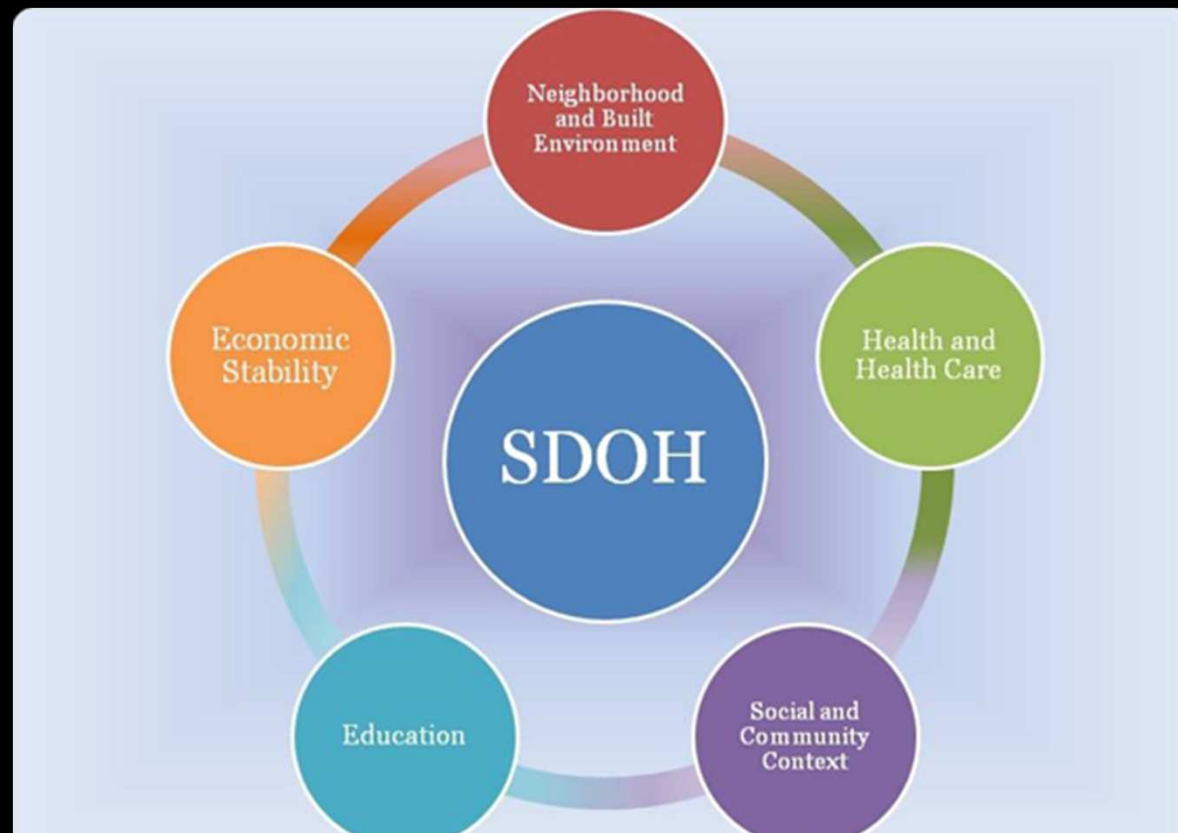 Neighborhood
and Built
Environment
Economic
Stability
Health and
Health Care
SDOH
Education
Social and
Community
Context